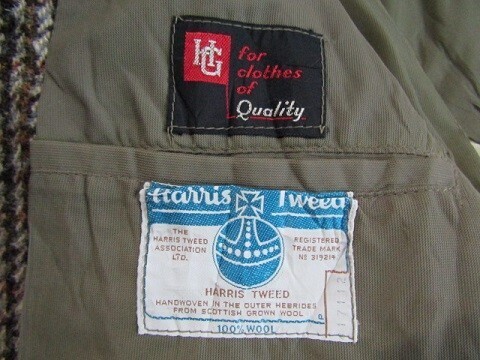 HG
for
clothes
of
Quality
Harris Tweed
THE
HARRIS TWEED
ASSOCIATION
LTD.
REGISTERED
TRADE MARK
No 319214
HARRIS TWEED
HANDWOVEN IN THE OUTER HEBRIDES
FROM SCOTTISH GROWN WOOL
100% WOOL